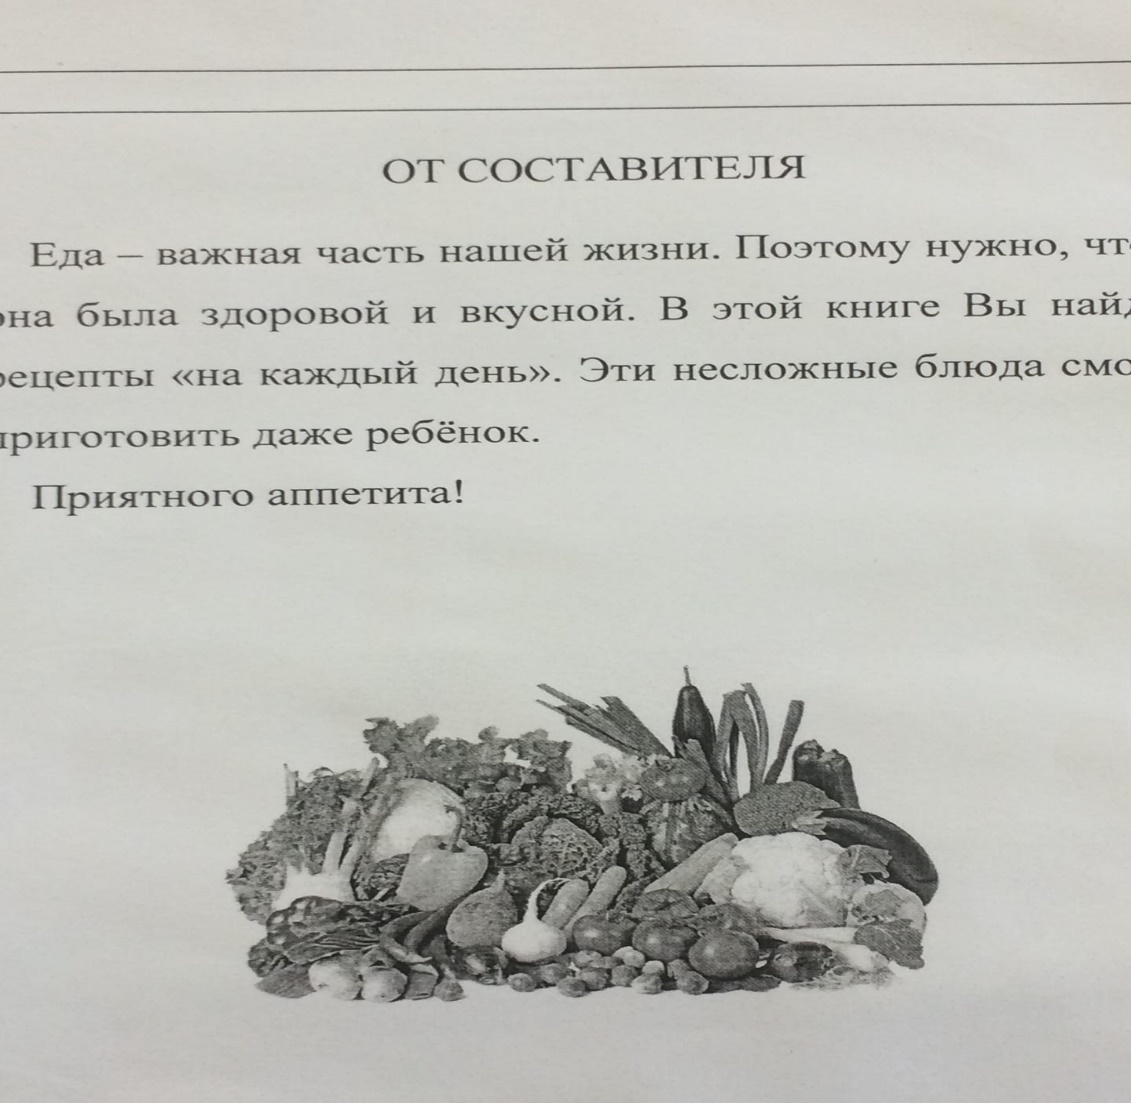 ОТ СОСТАВИТЕЛЯ
Еда – важная часть нашей жизни. Поэтому нужно,
была здоровой и вкусной. В этой книге Вы
«на каждый день». Эти несложные блюда
даже ребёнок.
Приятного аппетита!